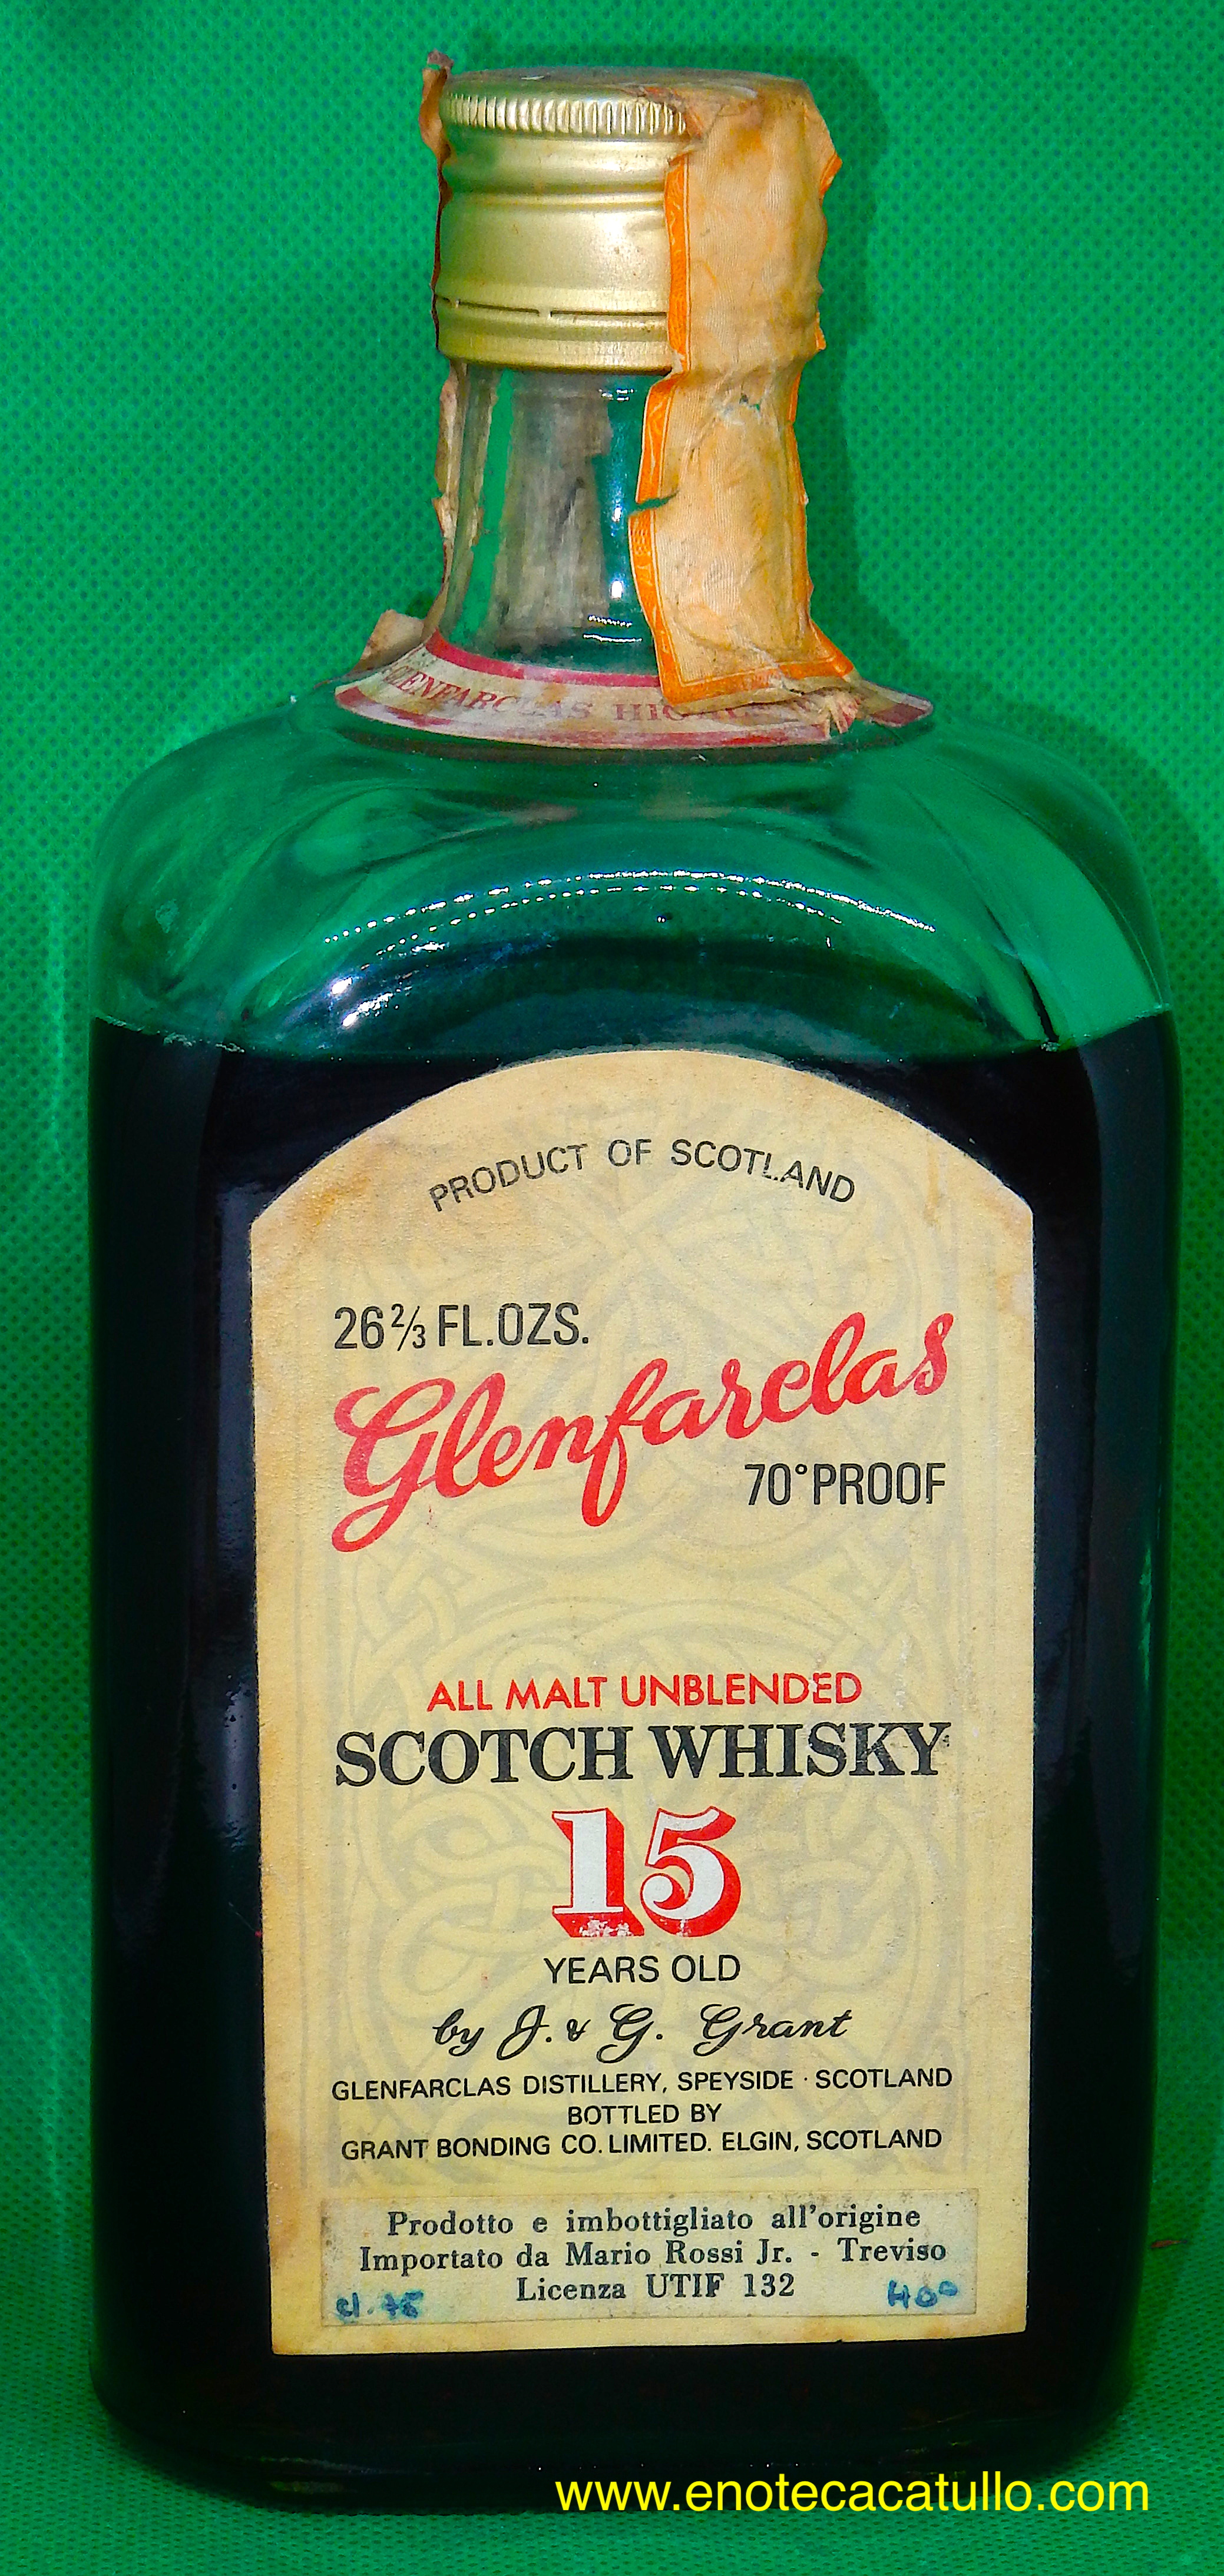 GLENFARCLAS
PRODUCT OF SCOTLAND
26⅔ FL.OZS.
Glenfarclas
70°PROOF
ALL MALT UNBLENDED
SCOTCH WHISKY
15
YEARS OLD
by J. & G. Grant
GLENFARCLAS DISTILLERY, SPEYSIDE · SCOTLAND
BOTTLED BY
GRANT BONDING CO. LIMITED. ELGIN, SCOTLAND
Prodotto e imbottigliato all'origine
Importato da Mario Rossi Jr. - Treviso
Licenza UTIF 132
cl. 75 40°
www.enotecacatullo.com